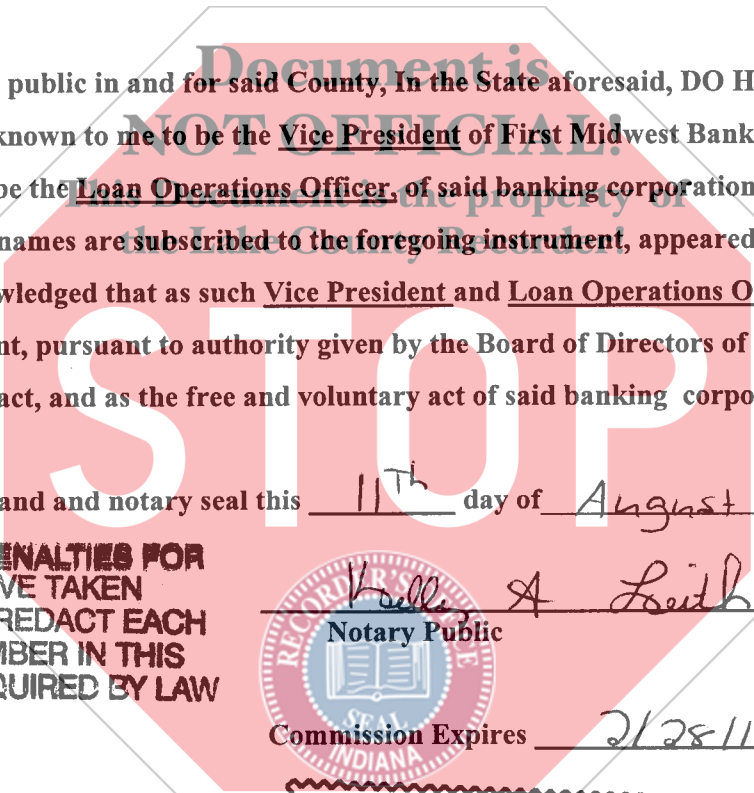 Document is
public in and for said County, In the State aforesaid, DO H
known to me to be the Vice President of First Midwest Bank
NOT OFFICIAL!
be the Loan Operations Officer, of said banking corporation
This Document is the property of
names are subscribed to the foregoing instrument, appeared
the Lake County Recorder!
wledged that as such Vice President and Loan Operations O
nt, pursuant to authority given by the Board of Directors of
act, and as the free and voluntary act of said banking corpo
STOP
and and notary seal this 11Th day of August
ENALTIES FOR
VE TAKEN
REDACT EACH
MBER IN THIS
QUIRED BY LAW
A Leith
Notary Public
RECORDER'S OFFICE
SEAL
INDIANA
Commission Expires 2/28/11